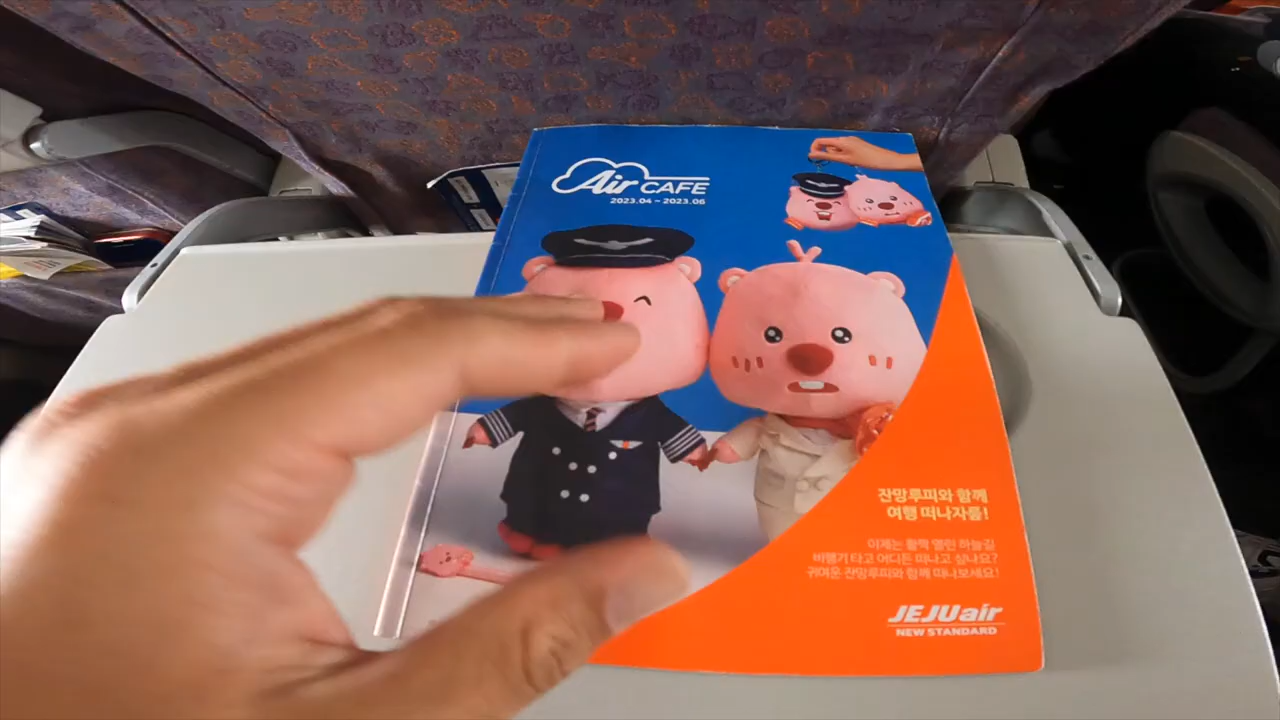 Air CAFE
2023.04 ~ 2023.06
잔망루피와 함께
여행 떠나자뤂!
이제는 활짝 열린 하늘길
비행기 타고 어디든 떠나고 싶나요?
귀여운 잔망루피와 함께 떠나보세요!
JEJUair
NEW STANDARD